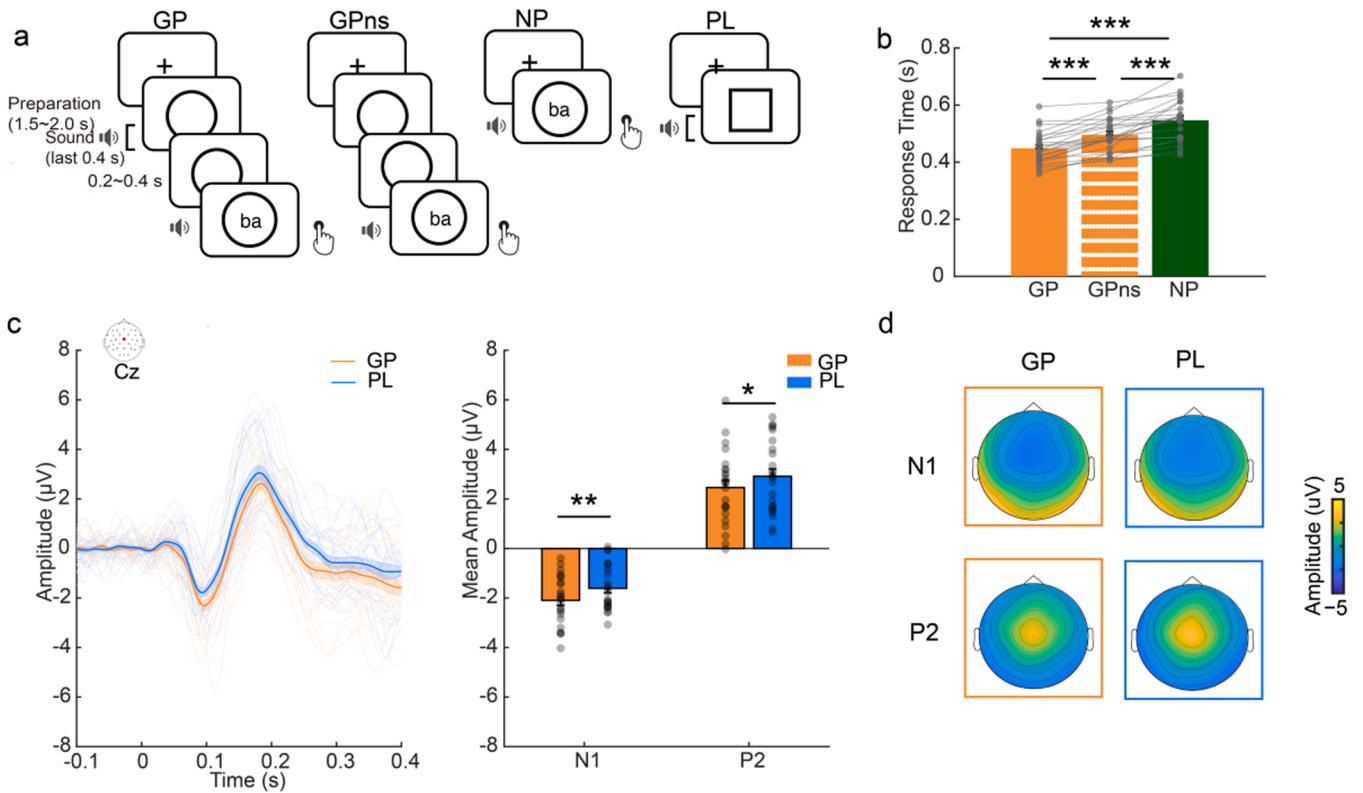 a
GP
GPns
NP
PL
+
+
+
+
Preparation
(1.5~2.0 s)
Sound
(last 0.4 s)
0.2~0.4 s
ba
ba
ba
b
Response Time (s)
0.8
0.6
0.4
0.2
0
***
***
***
GP
GPns
NP
c
Cz
GP
PL
Amplitude (μV)
8
6
4
2
0
-2
-4
-6
-8
-0.1
0
0.1
0.2
0.3
0.4
Time (s)
Mean Amplitude (μV)
8
6
4
2
0
-2
-4
-6
-8
GP
PL
**
*
N1
P2
d
GP
PL
N1
P2
Amplitude (uV)
5
−5